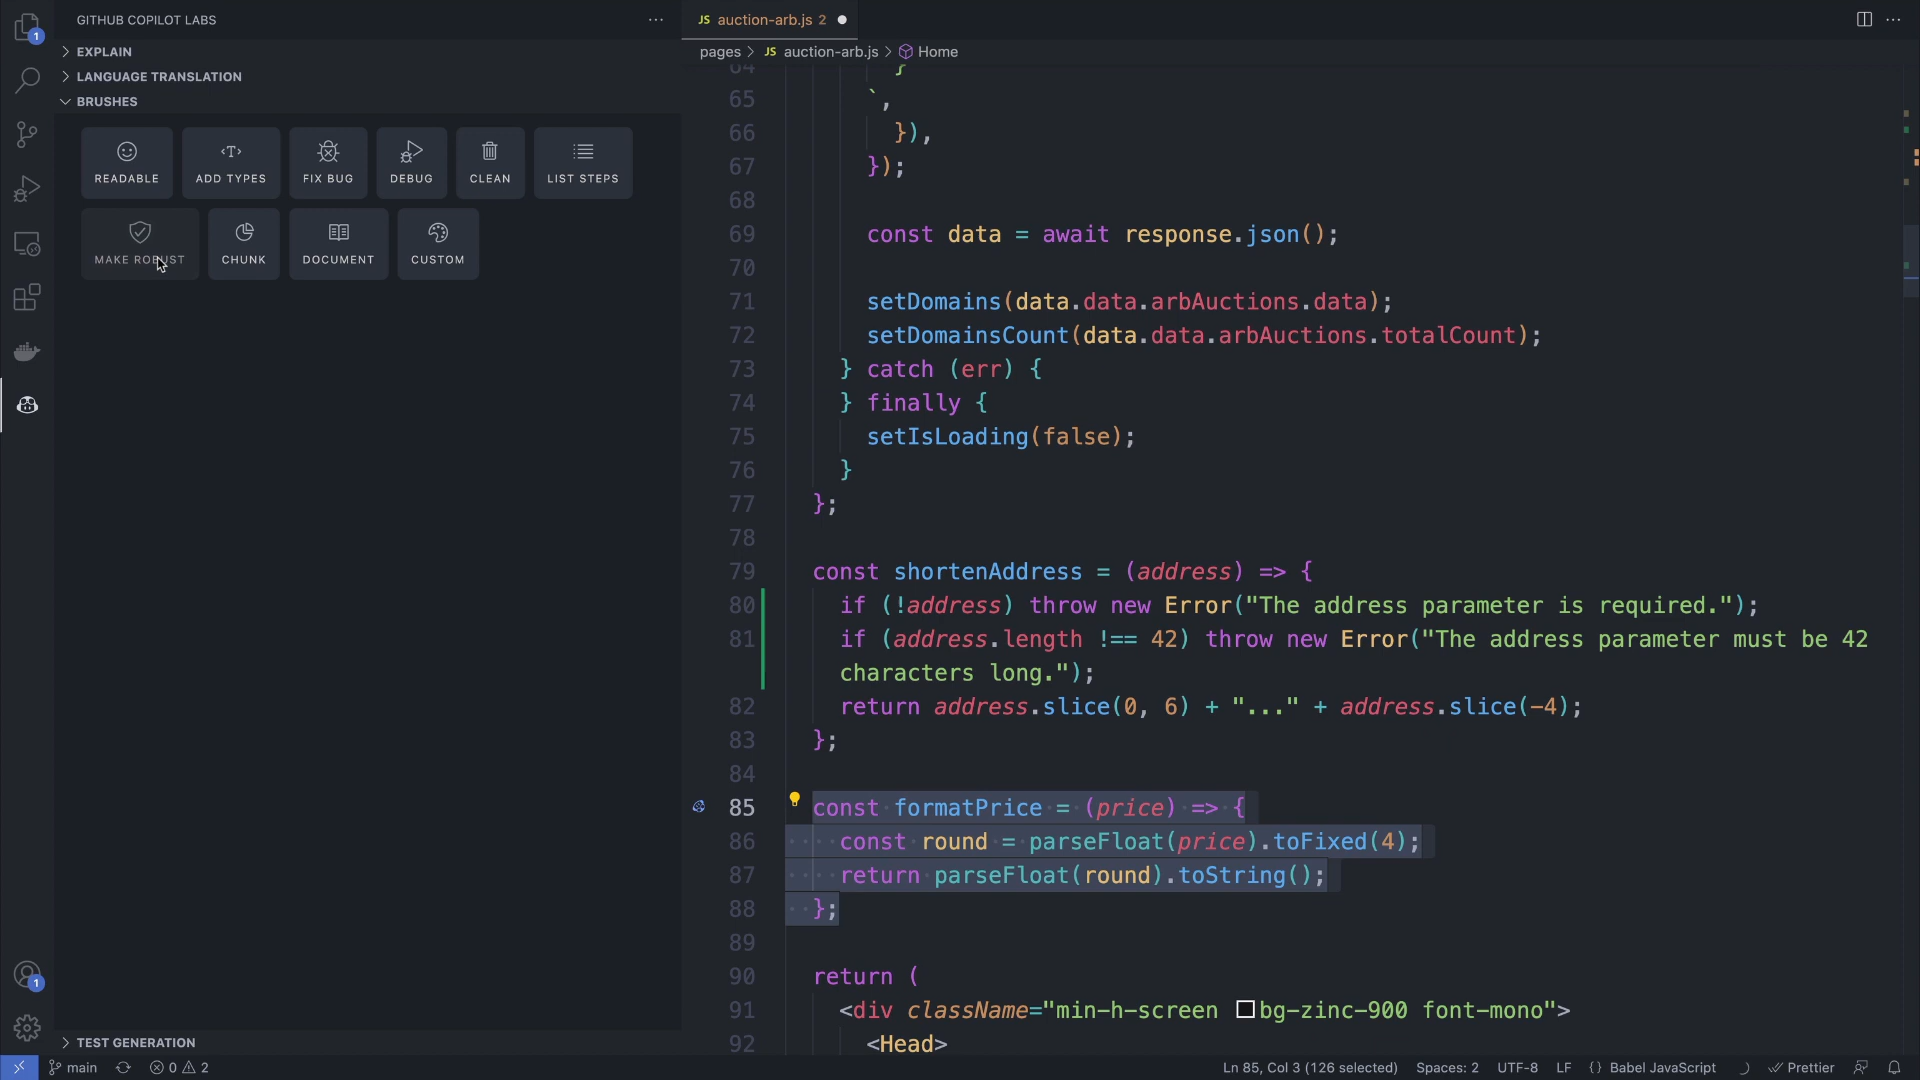 GITHUB COPILOT LABS
JS auction-arb.js 2
1
EXPLAIN
pages > JS auction-arb.js > Home
LANGUAGE TRANSLATION
BRUSHES
READABLE
ADD TYPES
FIX BUG
DEBUG
CLEAN
LIST STEPS
MAKE ROBUST
CHUNK
DOCUMENT
CUSTOM
64 }
65 `,
66 }),
67 });
68
69 const data = await response.json();
70
71 setDomains(data.data.arbAuctions.data);
72 setDomainsCount(data.data.arbAuctions.totalCount);
73 } catch (err) {
74 } finally {
75 setIsLoading(false);
76 }
77 };
78
79 const shortenAddress = (address) => {
80 if (!address) throw new Error("The address parameter is required.");
81 if (address.length !== 42) throw new Error("The address parameter must be 42
characters long.");
82 return address.slice(0, 6) + "..." + address.slice(-4);
83 };
84
85 const formatPrice = (price) => {
86 const round = parseFloat(price).toFixed(4);
87 return parseFloat(round).toString();
88 };
89
90 return (
91 <div className="min-h-screen bg-zinc-900 font-mono">
92 <Head>
1
TEST GENERATION
main
0
2
Ln 85, Col 3 (126 selected)
Spaces: 2
UTF-8
LF
{} Babel JavaScript
Prettier